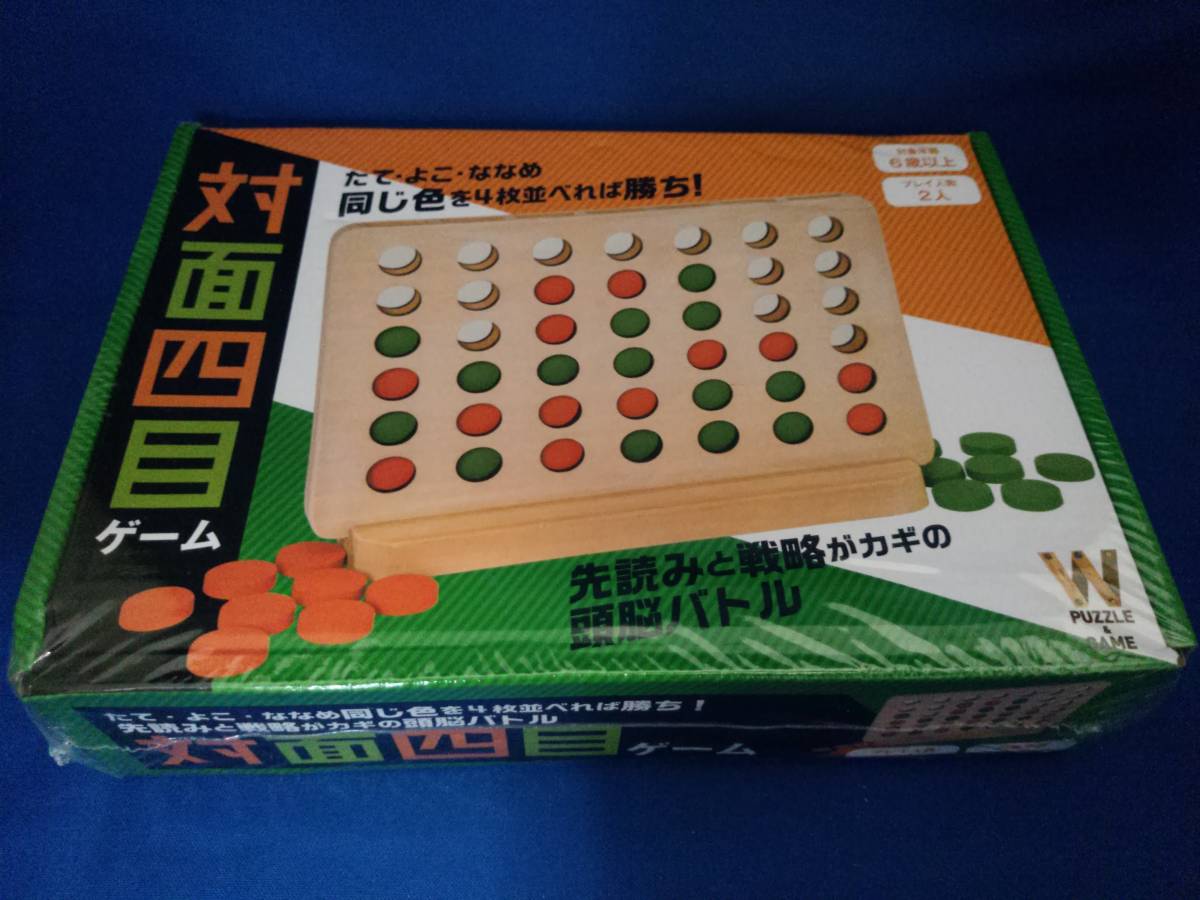 対面四目
ゲーム
たて・よこ・ななめ
同じ色を4枚並べれば勝ち!
対象年齢
6歳以上
プレイ人数
2人
先読みと戦略がカギの
頭脳バトル
W
PUZZLE
&
GAME
たて・よこ・ななめ同じ色を4枚並べれば勝ち!
先読みと戦略がカギの頭脳バトル
対面四目ゲーム